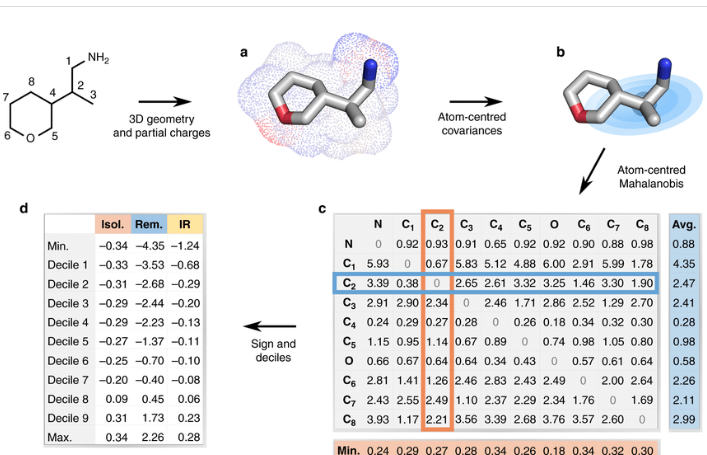 a
b
NH2
1
2
3
8
7
4
6
O
5
3D geometry
and partial charges
Atom-centred
covariances
Atom-centred
Mahalanobis
d
Isol. Rem. IR
Min. −0.34 −4.35 −1.24
Decile 1 −0.33 −3.53 −0.68
Decile 2 −0.31 −2.68 −0.29
Decile 3 −0.29 −2.44 −0.20
Decile 4 −0.29 −2.23 −0.13
Decile 5 −0.27 −1.37 −0.11
Decile 6 −0.25 −0.70 −0.10
Decile 7 −0.20 −0.40 −0.08
Decile 8 0.09 0.45 0.06
Decile 9 0.31 1.73 0.23
Max. 0.34 2.26 0.28
Sign and
deciles
c
N C1 C2 C3 C4 C5 O C6 C7 C8 Avg.
N 0 0.92 0.93 0.91 0.65 0.92 0.92 0.90 0.88 0.98 0.88
C1 5.93 0 0.67 5.83 5.12 4.88 6.00 2.91 5.99 1.78 4.35
C2 3.39 0.38 0 2.65 2.61 3.32 3.25 1.46 3.30 1.90 2.47
C3 2.91 2.90 2.34 0 2.46 1.71 2.86 2.52 1.29 2.70 2.41
C4 0.24 0.29 0.27 0.28 0 0.26 0.18 0.34 0.32 0.30 0.28
C5 1.15 0.95 1.14 0.67 0.89 0 0.74 0.98 1.05 0.80 0.98
O 0.66 0.67 0.64 0.64 0.34 0.43 0 0.57 0.61 0.64 0.58
C6 2.81 1.41 1.26 2.46 2.83 2.43 2.49 0 2.00 2.64 2.26
C7 2.43 2.55 2.49 1.10 2.37 2.29 2.34 1.76 0 1.69 2.11
C8 3.93 1.17 2.21 3.56 3.39 2.68 3.76 3.57 2.60 0 2.99
Min. 0.24 0.29 0.27 0.28 0.34 0.26 0.18 0.34 0.32 0.30